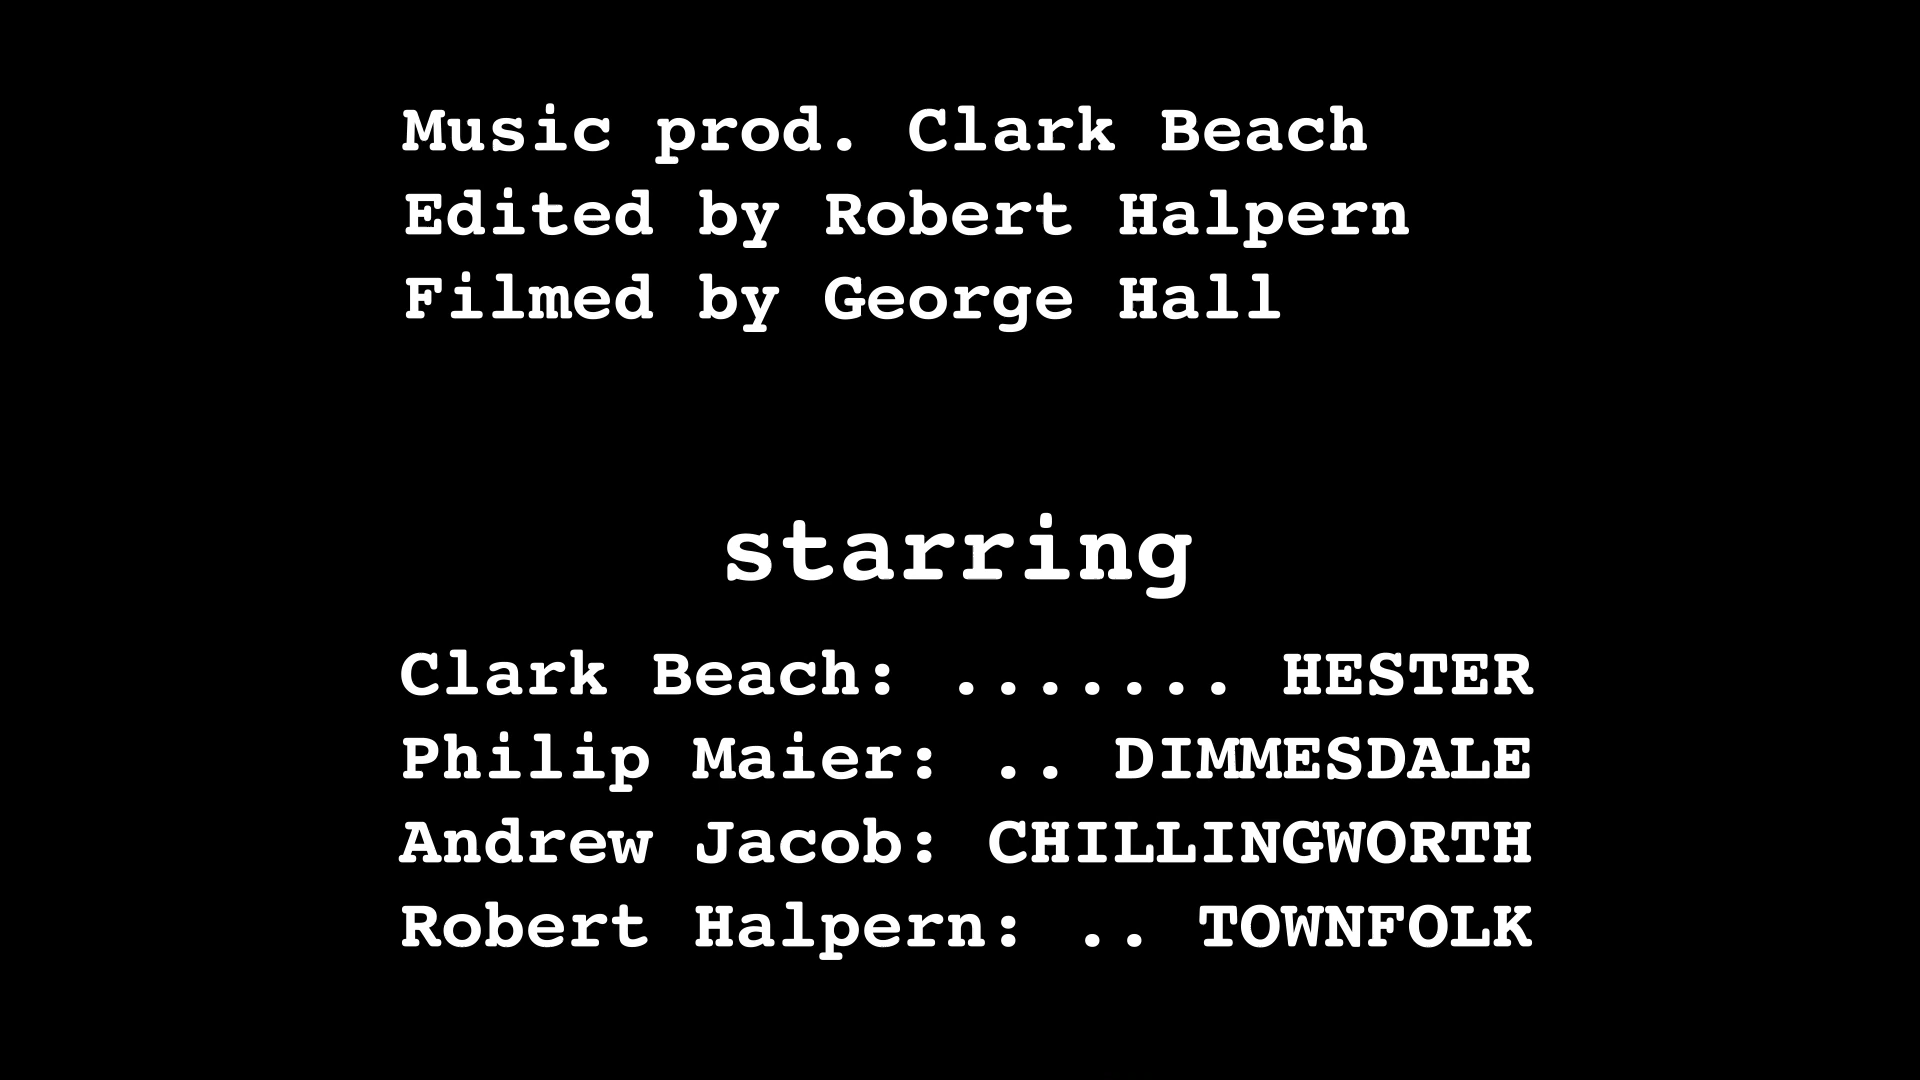 Music prod. Clark Beach
Edited by Robert Halpern
Filmed by George Hall
starring
Clark Beach: ....... HESTER
Philip Maier: .. DIMMESDALE
Andrew Jacob: CHILLINGWORTH
Robert Halpern: .. TOWNFOLK